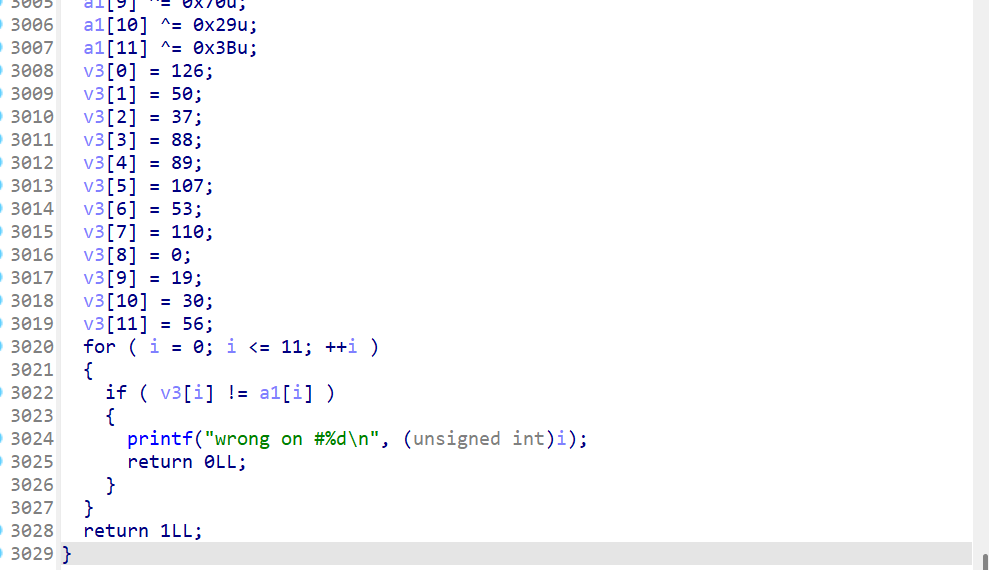 3005 a1[9] ^= 0x70u;
3006 a1[10] ^= 0x29u;
3007 a1[11] ^= 0x3Bu;
3008 v3[0] = 126;
3009 v3[1] = 50;
3010 v3[2] = 37;
3011 v3[3] = 88;
3012 v3[4] = 89;
3013 v3[5] = 107;
3014 v3[6] = 53;
3015 v3[7] = 110;
3016 v3[8] = 0;
3017 v3[9] = 19;
3018 v3[10] = 30;
3019 v3[11] = 56;
3020 for ( i = 0; i <= 11; ++i )
3021 {
3022 if ( v3[i] != a1[i] )
3023 {
3024 printf("wrong on #%d\n", (unsigned int)i);
3025 return 0LL;
3026 }
3027 }
3028 return 1LL;
3029 }